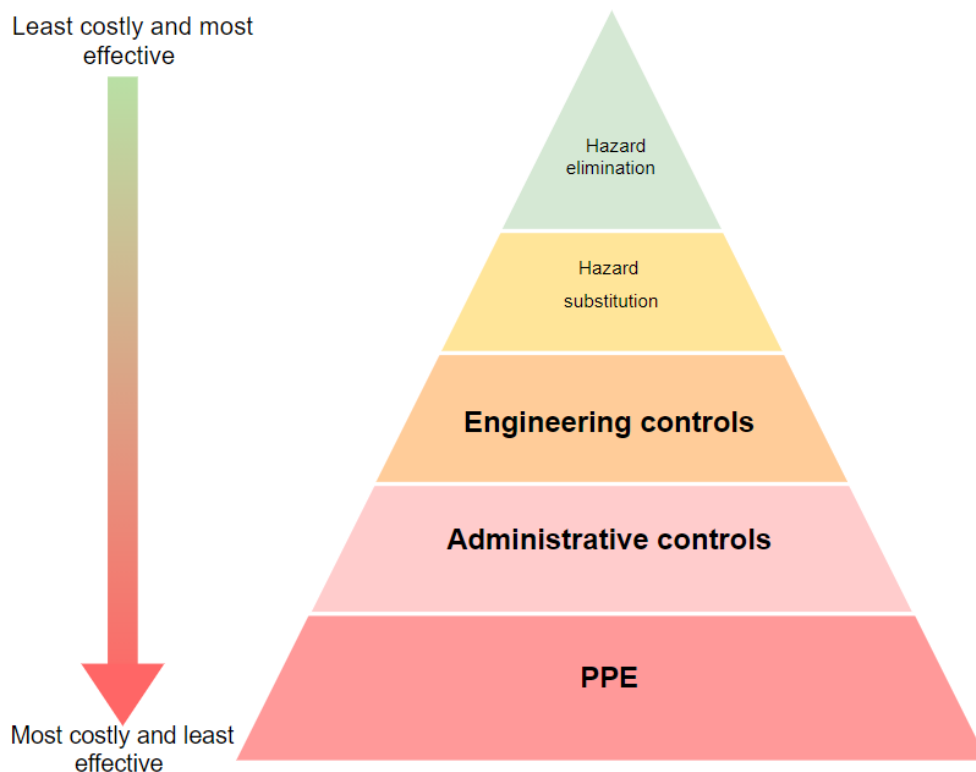 Least costly and most
effective
Hazard
elimination
Hazard
substitution
Engineering controls
Administrative controls
PPE
Most costly and least
effective